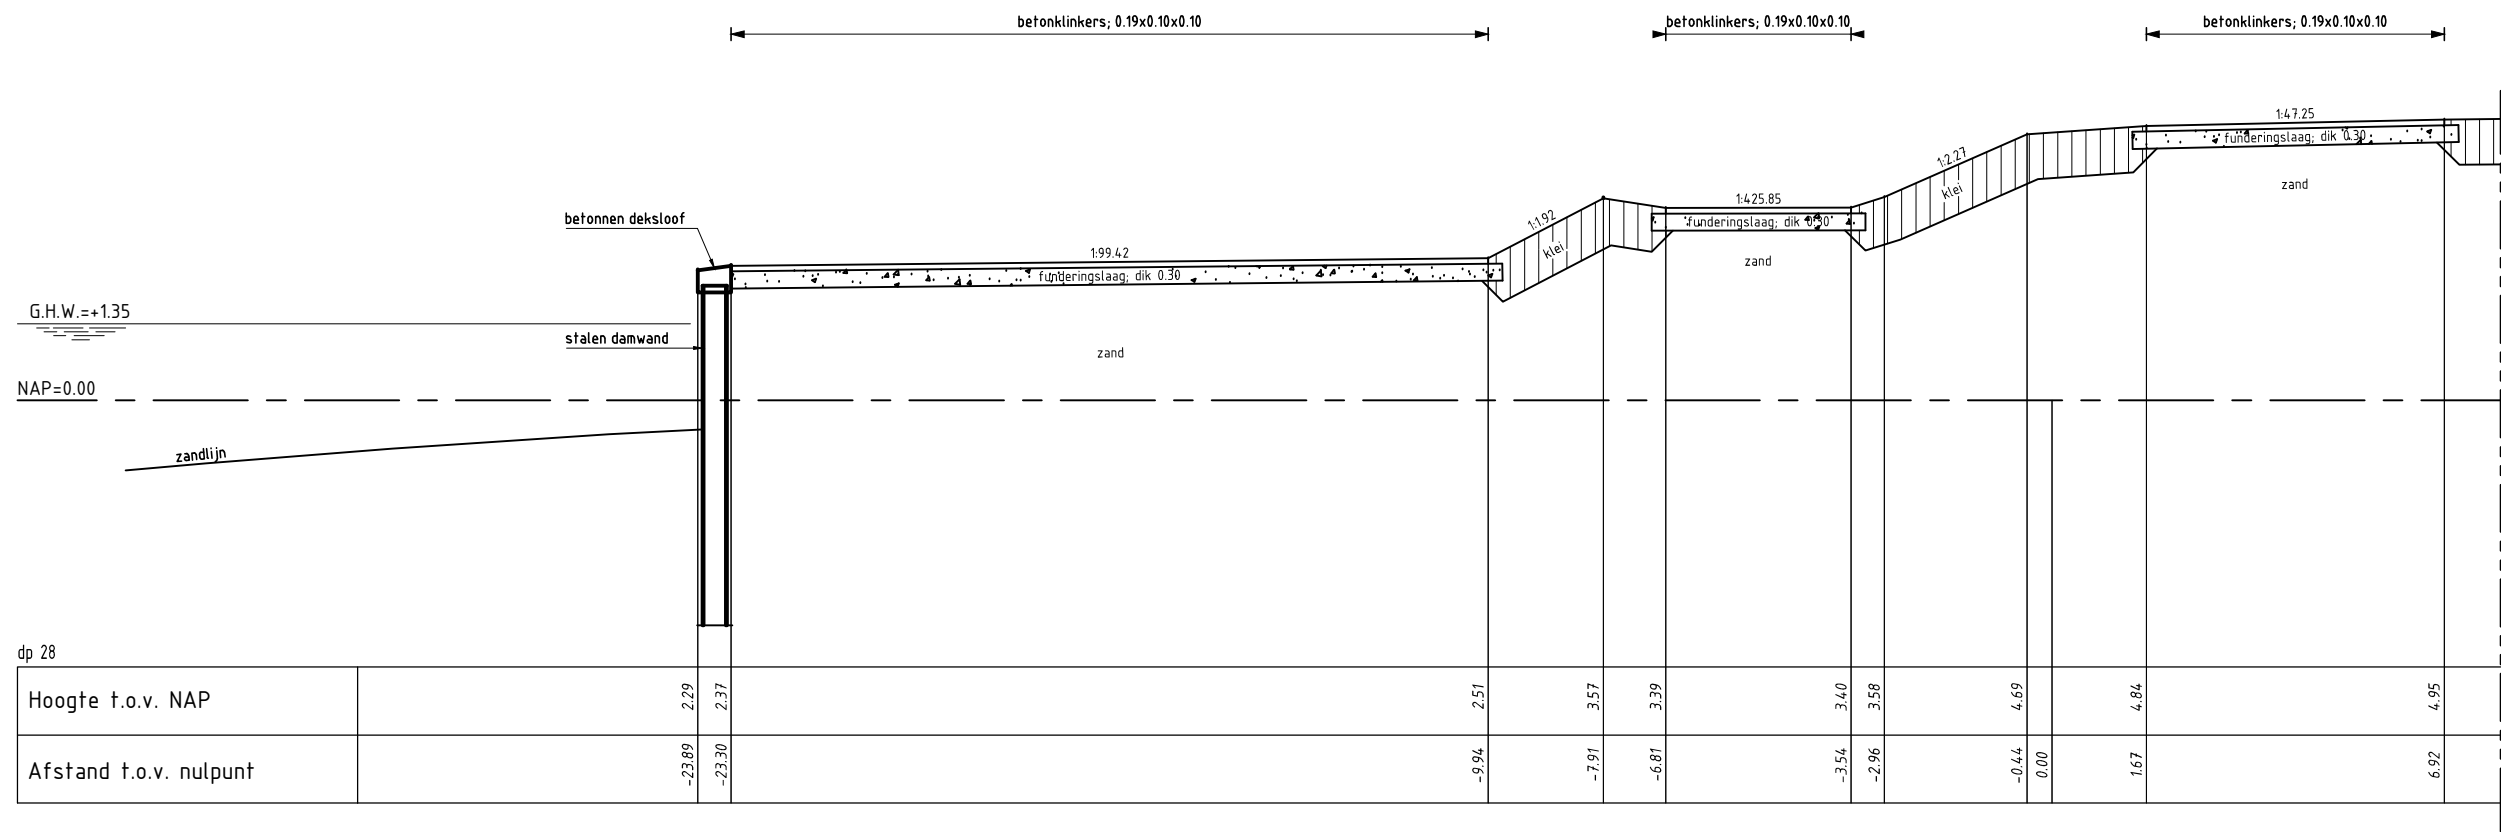 betonklinkers; 0.19x0.10x0.10
betonklinkers; 0.19x0.10x0.10
betonklinkers; 0.19x0.10x0.10
1:47.25
funderingslaag; dik 0.30
1:2.27
klei
zand
1:425.85
funderingslaag; dik 0.30
1:1.92
klei
zand
betonnen deksloof
1:99.42
funderingslaag; dik 0.30
G.H.W.=+1.35
stalen damwand
zand
NAP=0.00
zandlijn
dp 28
Hoogte t.o.v. NAP 2.29 2.37 2.51 3.57 3.39 3.40 3.58 4.69 4.84 4.95
Afstand t.o.v. nulpunt -23.89 -23.30 -9.94 -7.91 -6.81 -3.54 -2.96 -0.44 0.00 1.67 6.92